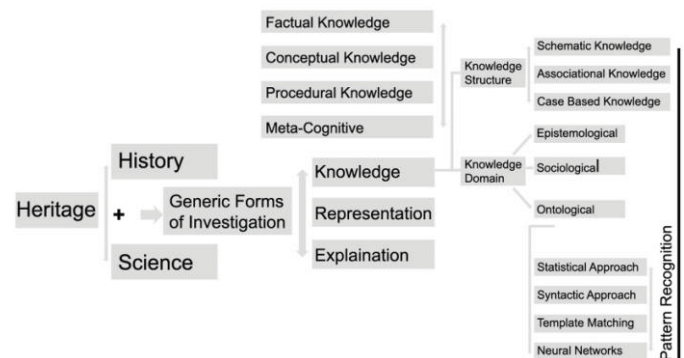 Heritage
History
+
Science
Generic Forms
of Investigation
Factual Knowledge
Conceptual Knowledge
Procedural Knowledge
Meta-Cognitive
Knowledge
Representation
Explaination
Knowledge
Structure
Knowledge
Domain
Schematic Knowledge
Associational Knowledge
Case Based Knowledge
Epistemological
Sociological
Ontological
Statistical Approach
Syntactic Approach
Template Matching
Neural Networks
Pattern Recognition